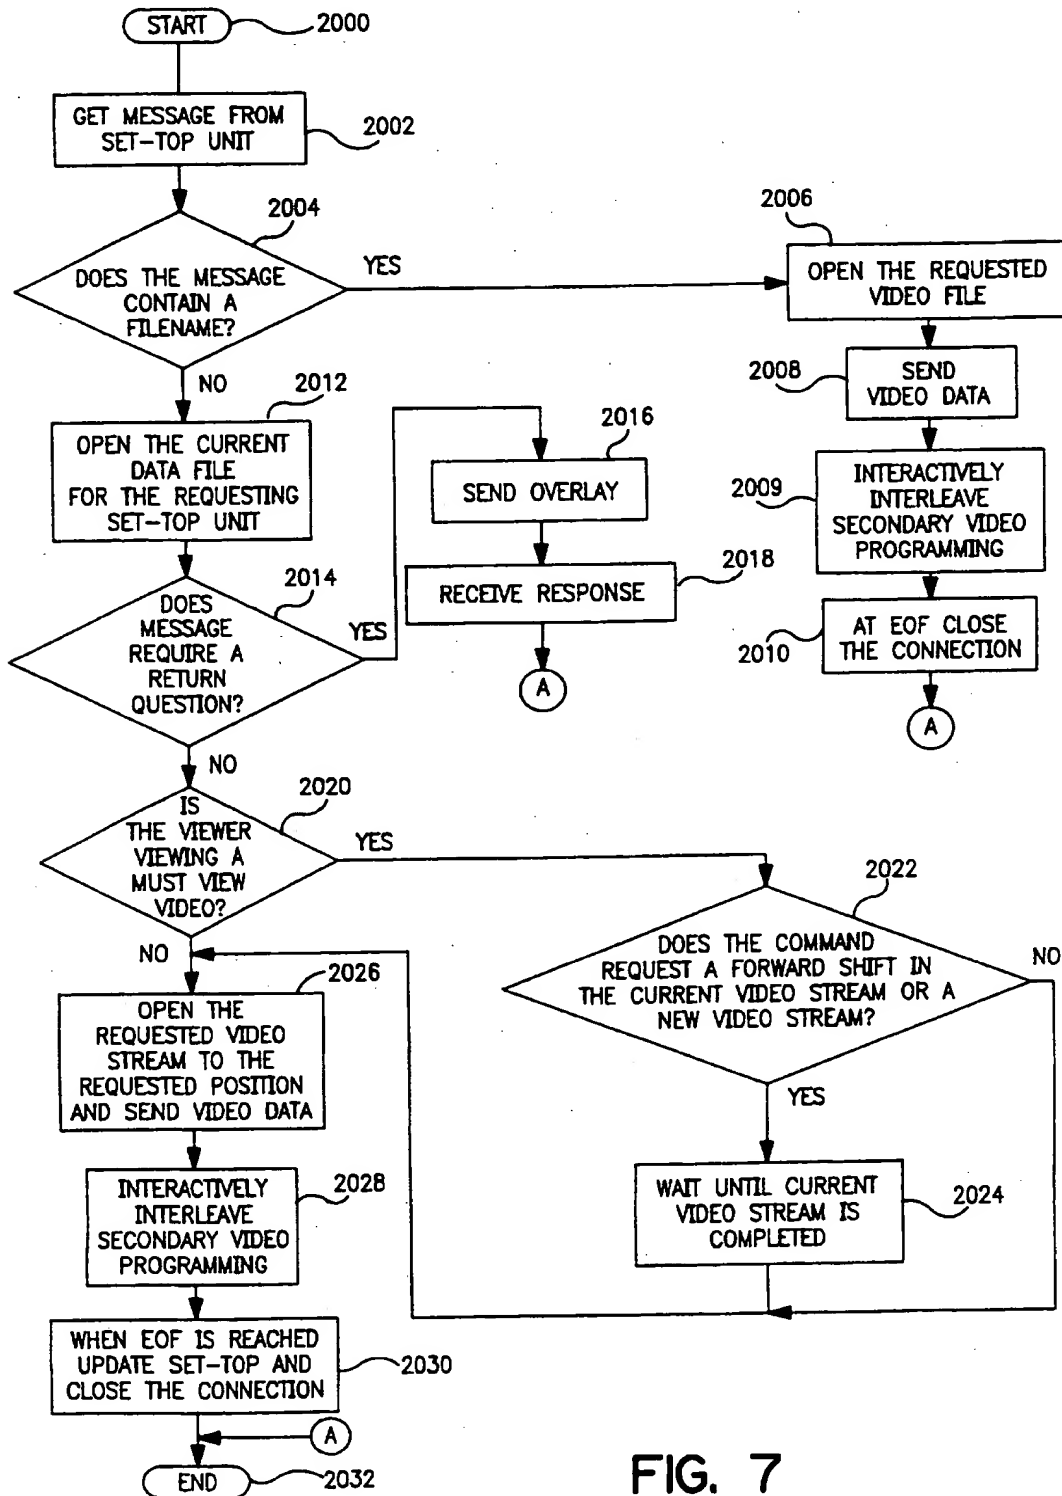 START
2000
GET MESSAGE FROM
SET-TOP UNIT
2002
2004
DOES THE MESSAGE
CONTAIN A
FILENAME?
YES
NO
2006
OPEN THE REQUESTED
VIDEO FILE
2008
SEND
VIDEO DATA
2009
INTERACTIVELY
INTERLEAVE
SECONDARY VIDEO
PROGRAMMING
2010
AT EOF CLOSE
THE CONNECTION
A
2012
OPEN THE CURRENT
DATA FILE
FOR THE REQUESTING
SET-TOP UNIT
2014
DOES
MESSAGE
REQUIRE A
RETURN
QUESTION?
YES
NO
2016
SEND OVERLAY
2018
RECEIVE RESPONSE
A
2020
IS
THE VIEWER
VIEWING A
MUST VIEW
VIDEO?
YES
NO
2022
DOES THE COMMAND
REQUEST A FORWARD SHIFT IN
THE CURRENT VIDEO STREAM OR A
NEW VIDEO STREAM?
NO
YES
WAIT UNTIL CURRENT
VIDEO STREAM IS
COMPLETED
2024
2026
OPEN THE
REQUESTED VIDEO
STREAM TO THE
REQUESTED POSITION
AND SEND VIDEO DATA
INTERACTIVELY
INTERLEAVE
SECONDARY VIDEO
PROGRAMMING
2028
WHEN EOF IS REACHED
UPDATE SET-TOP AND
CLOSE THE CONNECTION
2030
A
END
2032
FIG. 7